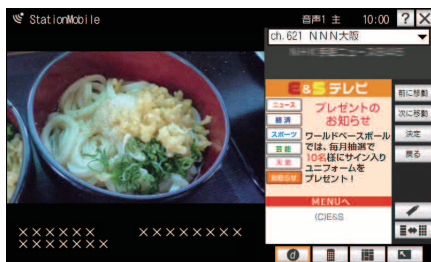 StationMobile
音声1 主 10:00
ch.621 NNN大阪
E&S テレビ
ニュース
経済
スポーツ
芸能
天気
お知らせ
プレゼントの
お知らせ
ワールドベースボール
では、毎月抽選で
10名様にサイン入り
ユニフォームを
プレゼント！
MENUへ
(C)E&S
前に移動
次に移動
決定
戻る
××××××
×××××××
×××××××
d